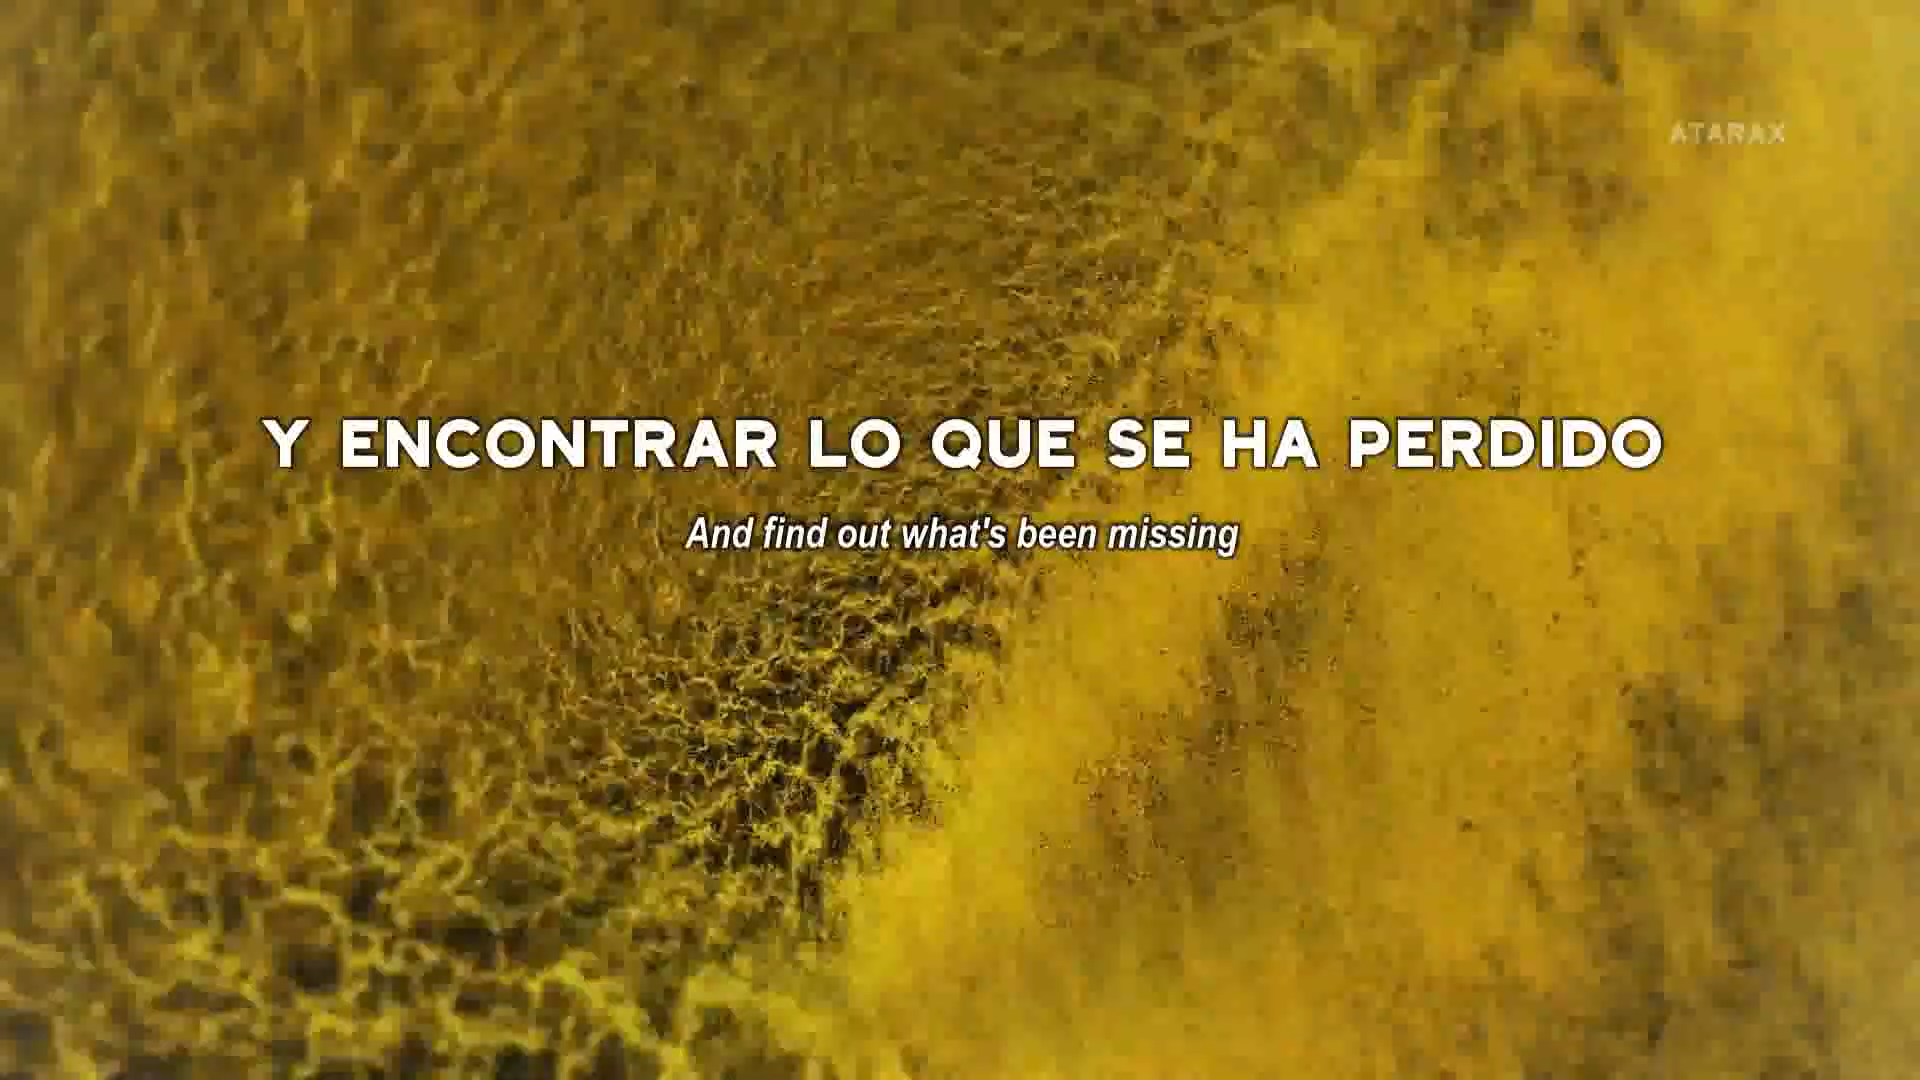 ATARAX
Y ENCONTRAR LO QUE SE HA PERDIDO
And find out what's been missing